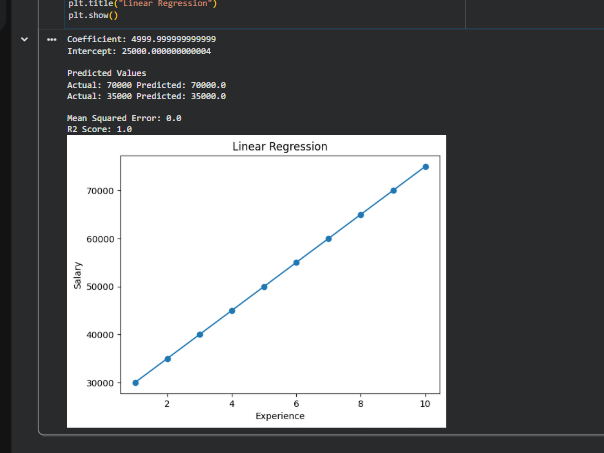 plt.title("Linear Regression")
plt.show()
Coefficient: 4999.999999999999
Intercept: 25000.000000000004
Predicted Values
Actual: 70000 Predicted: 70000.0
Actual: 35000 Predicted: 35000.0
Mean Squared Error: 0.0
R2 Score: 1.0
Linear Regression
70000
60000
50000
40000
30000
Salary
2 4 6 8 10
Experience